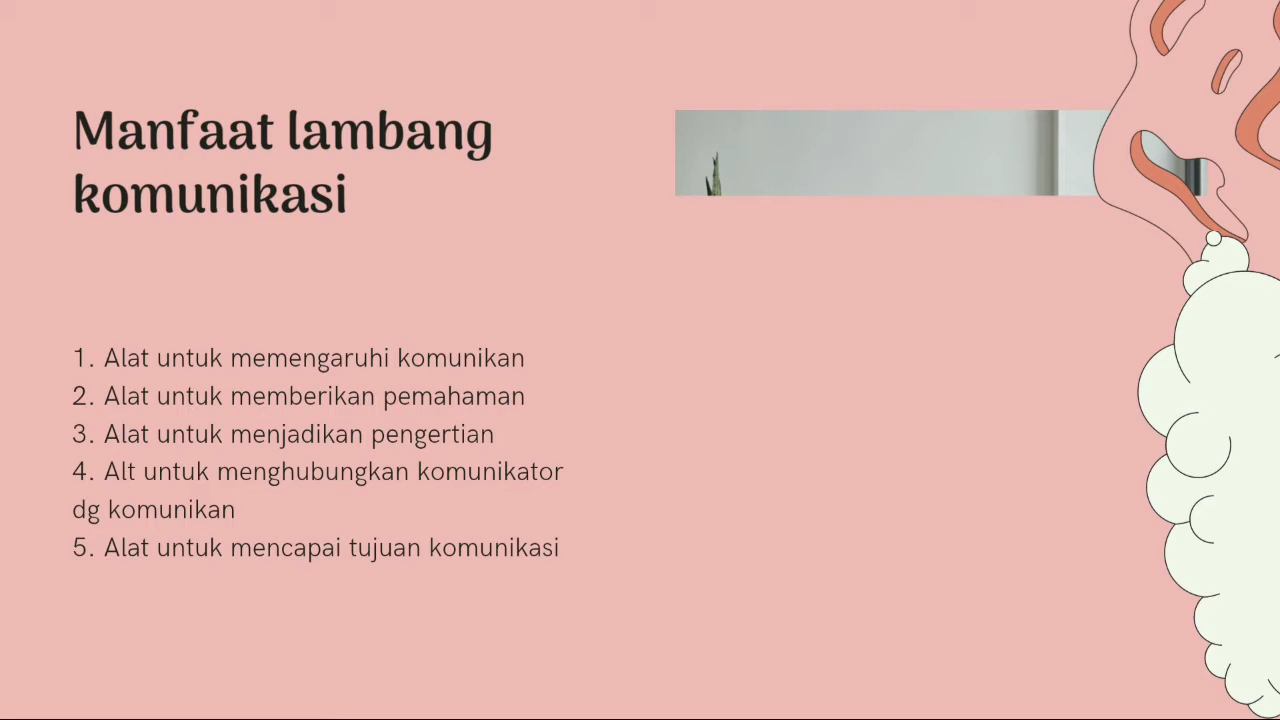 Manfaat lambang
komunikasi
1. Alat untuk memengaruhi komunikan
2. Alat untuk memberikan pemahaman
3. Alat untuk menjadikan pengertian
4. Alt untuk menghubungkan komunikator
dg komunikan
5. Alat untuk mencapai tujuan komunikasi